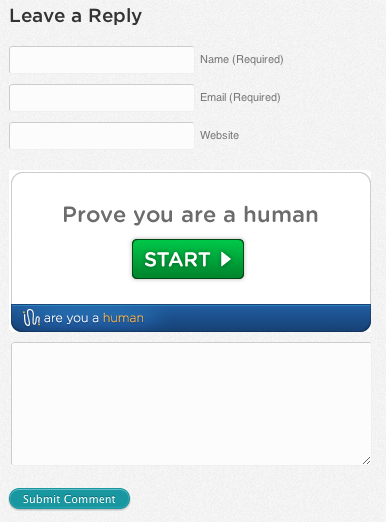 Leave a Reply
Name (Required)
Email (Required)
Website
Prove you are a human
START
are you a human
Submit Comment